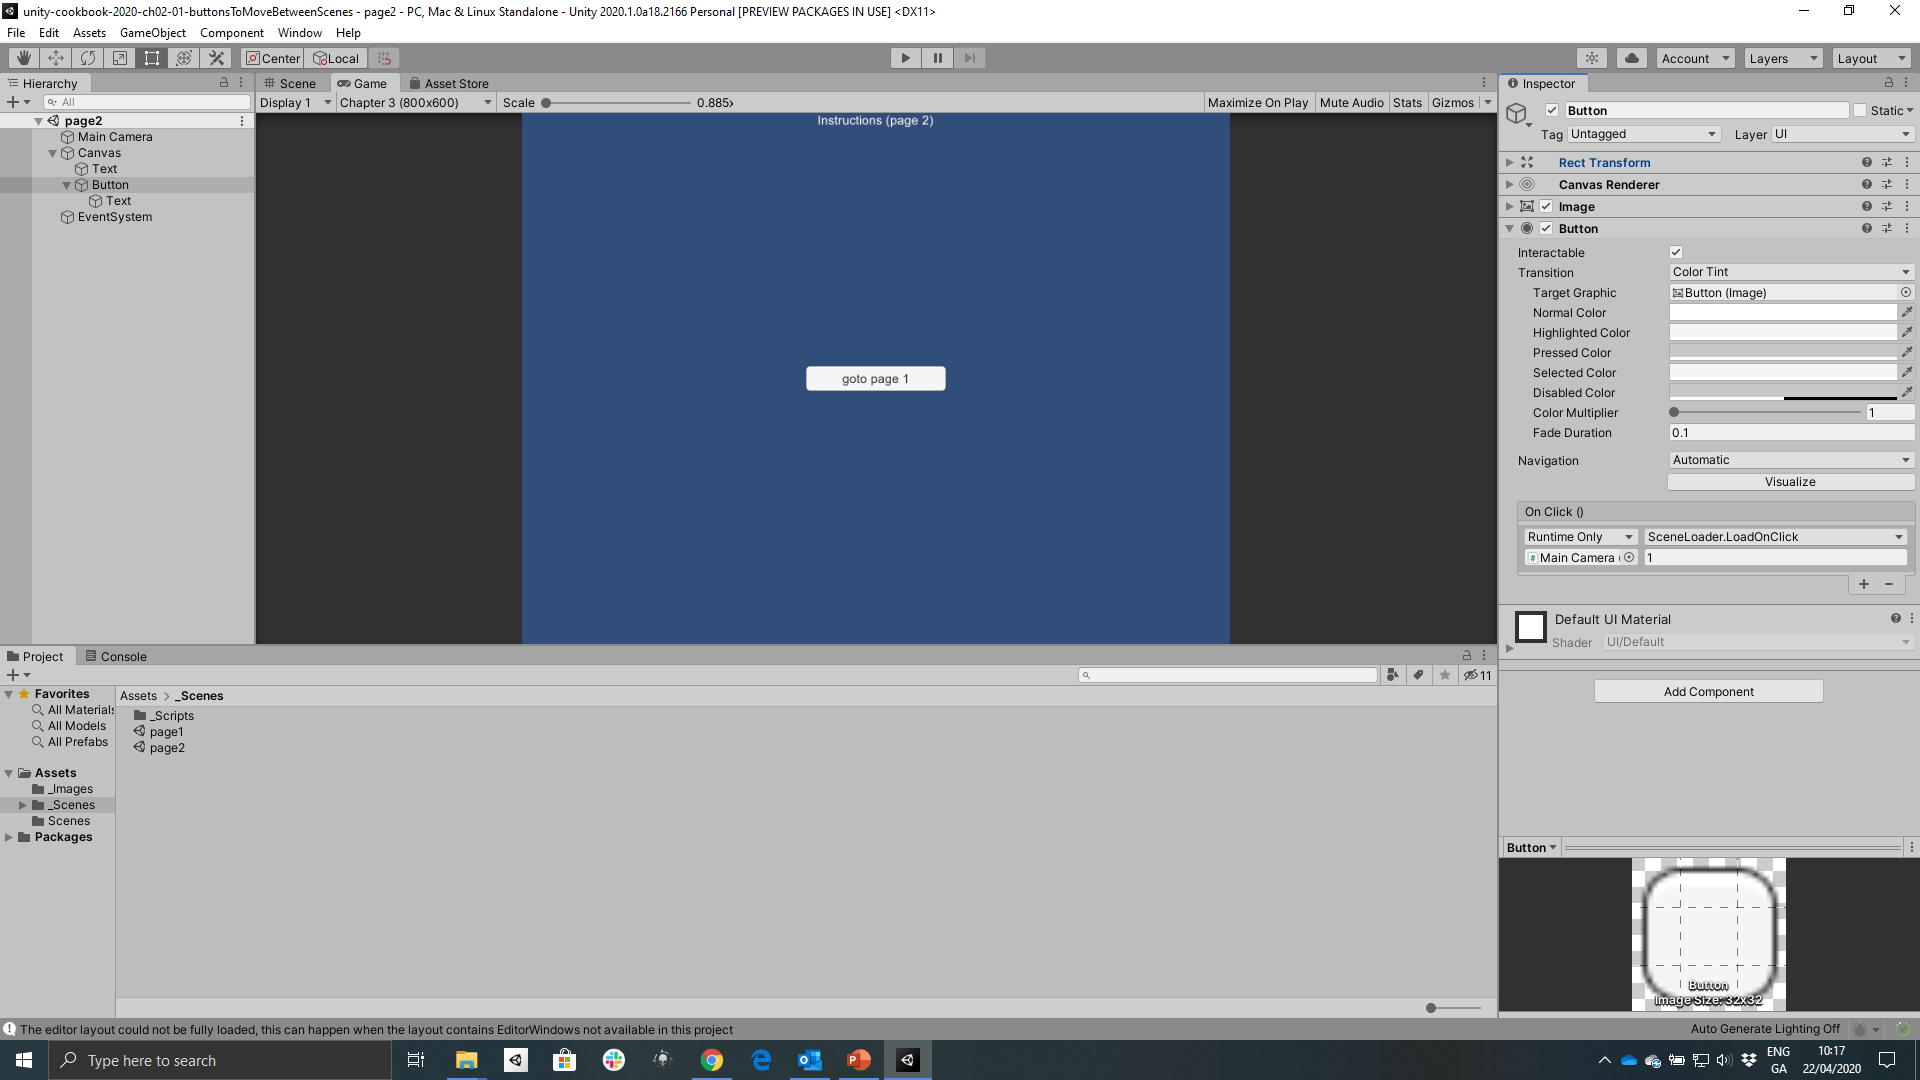 unity-cookbook-2020-ch02-01-buttonsToMoveBetweenScenes - page2 - PC, Mac & Linux Standalone - Unity 2020.1.0a18.2166 Personal [PREVIEW PACKAGES IN USE] <DX11>
File Edit Assets GameObject Component Window Help
Center Local Account Layers Layout
Hierarchy
All
page2
Main Camera
Canvas
Text
Button
Text
EventSystem
Scene Game Asset Store
Display 1 Chapter 3 (800x600) Scale 0.885x Maximize On Play Mute Audio Stats Gizmos
Instructions (page 2)
goto page 1
Inspector
Button Static
Tag Untagged Layer UI
Rect Transform
Canvas Renderer
Image
Button
Interactable
Transition Color Tint
Target Graphic Button (Image)
Normal Color
Highlighted Color
Pressed Color
Selected Color
Disabled Color
Color Multiplier 1
Fade Duration 0.1
Navigation Automatic
Visualize
On Click ()
Runtime Only SceneLoader.LoadOnClick
Main Camera ( 1
+ −
Default UI Material
Shader UI/Default
Add Component
Button
Button
Image Size: 32x32
Project Console
11
Favorites
All Materials
All Models
All Prefabs
Assets
_Images
_Scenes
Scenes
Packages
Assets > _Scenes
_Scripts
page1
page2
The editor layout could not be fully loaded, this can happen when the layout contains EditorWindows not available in this project
Auto Generate Lighting Off
Type here to search
ENG
GA
10:17
22/04/2020